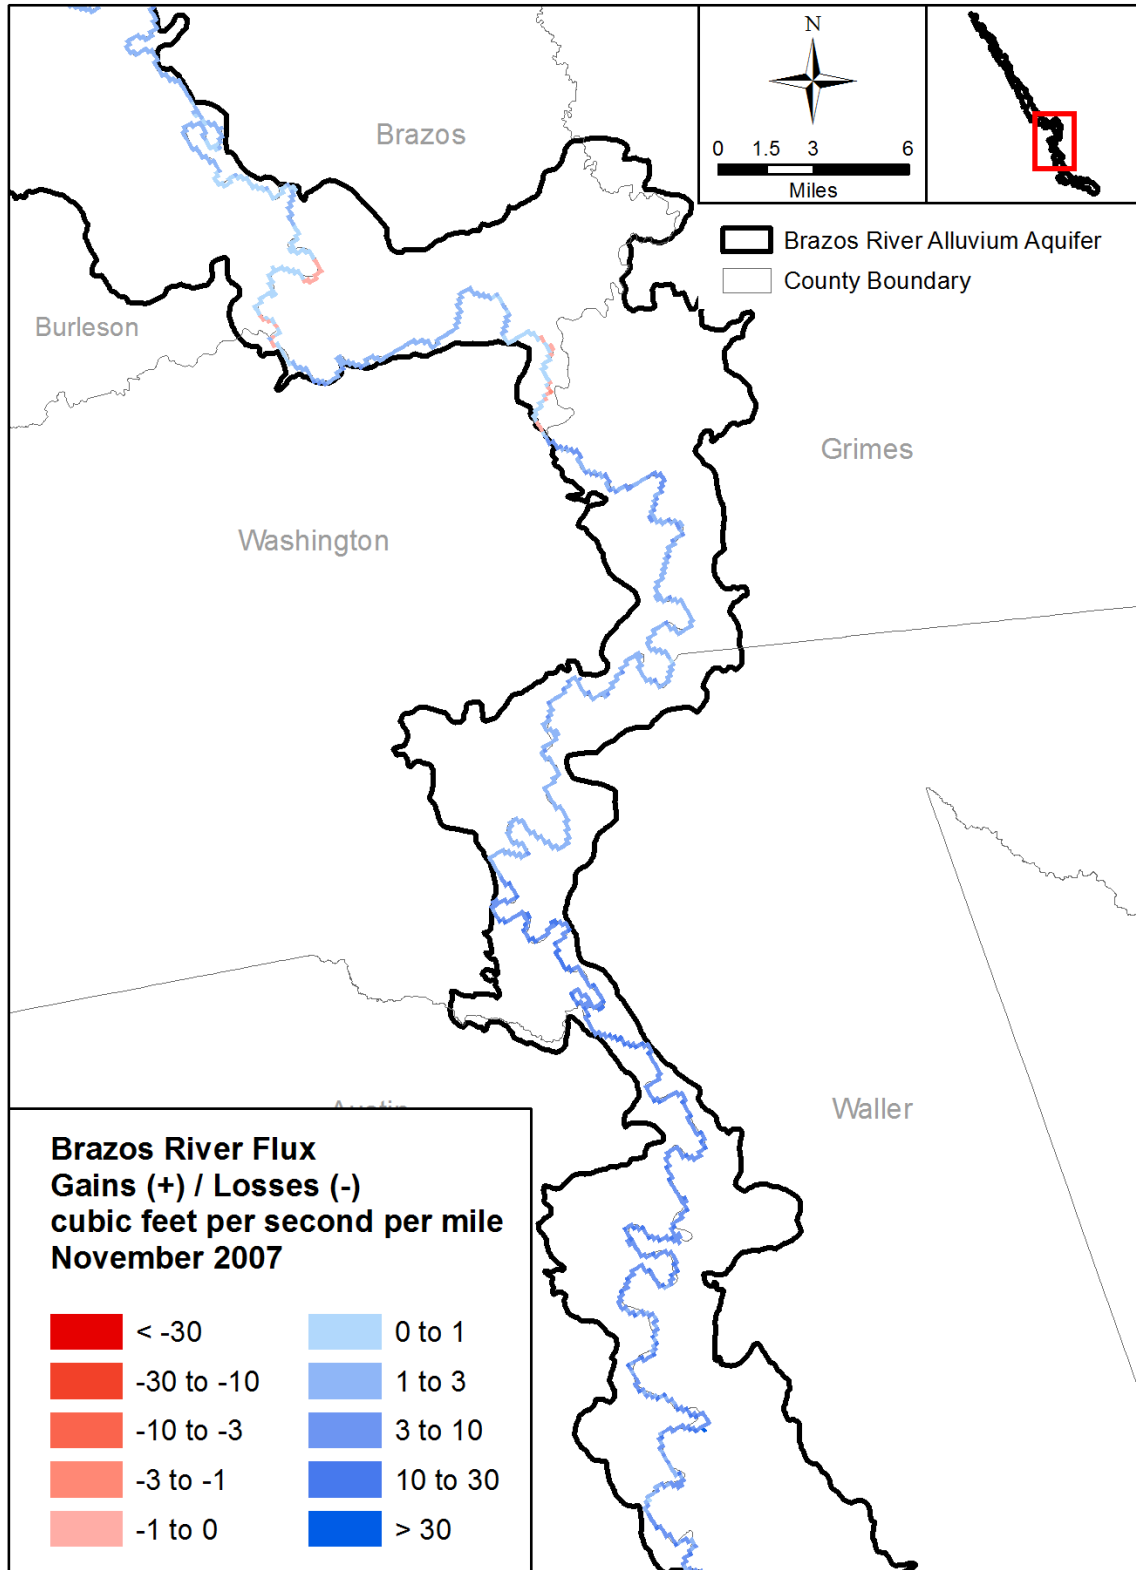 N
0 1.5 3 6
Miles
Brazos River Alluvium Aquifer
County Boundary
Brazos
Burleson
Grimes
Washington
Waller
Brazos River Flux
Gains (+) / Losses (-)
cubic feet per second per mile
November 2007
< -30
-30 to -10
-10 to -3
-3 to -1
-1 to 0
0 to 1
1 to 3
3 to 10
10 to 30
> 30